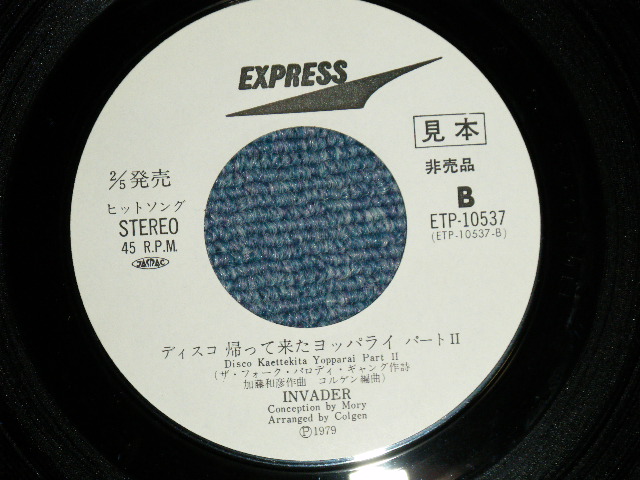 EXPRESS
見本
非売品
2/5発売
B
ヒットソング
STEREO
45 R.P.M.
ETP-10537
(ETP-10537-B)
JASRAC
ディスコ 帰って来たヨッパライ パートII
Disco Kaettekita Yopparai Part II
(ザ・フォーク・パロディ・ギャング作詩
加藤和彦作曲 コルゲン編曲)
INVADER
Conception by Mory
Arranged by Colgen
Ⓟ1979